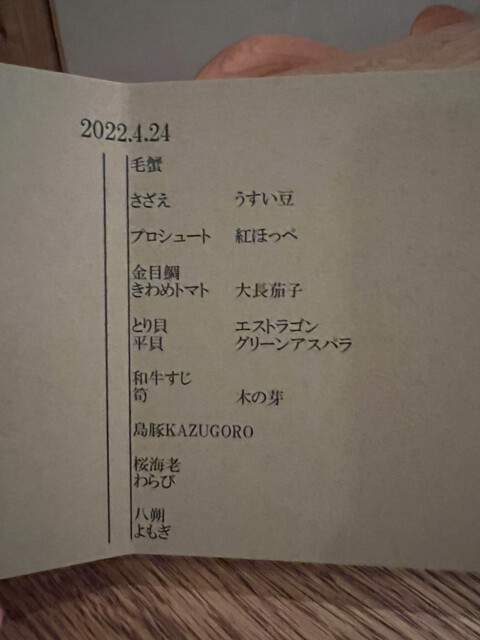 2022.4.24
毛蟹
さざえ うすい豆
プロシュート 紅ほっぺ
金目鯛
きわめトマト 大長茄子
とり貝 エストラゴン
平貝 グリーンアスパラ
和牛すじ
筍 木の芽
島豚KAZUGORO
桜海老
わらび
八朔
よもぎ